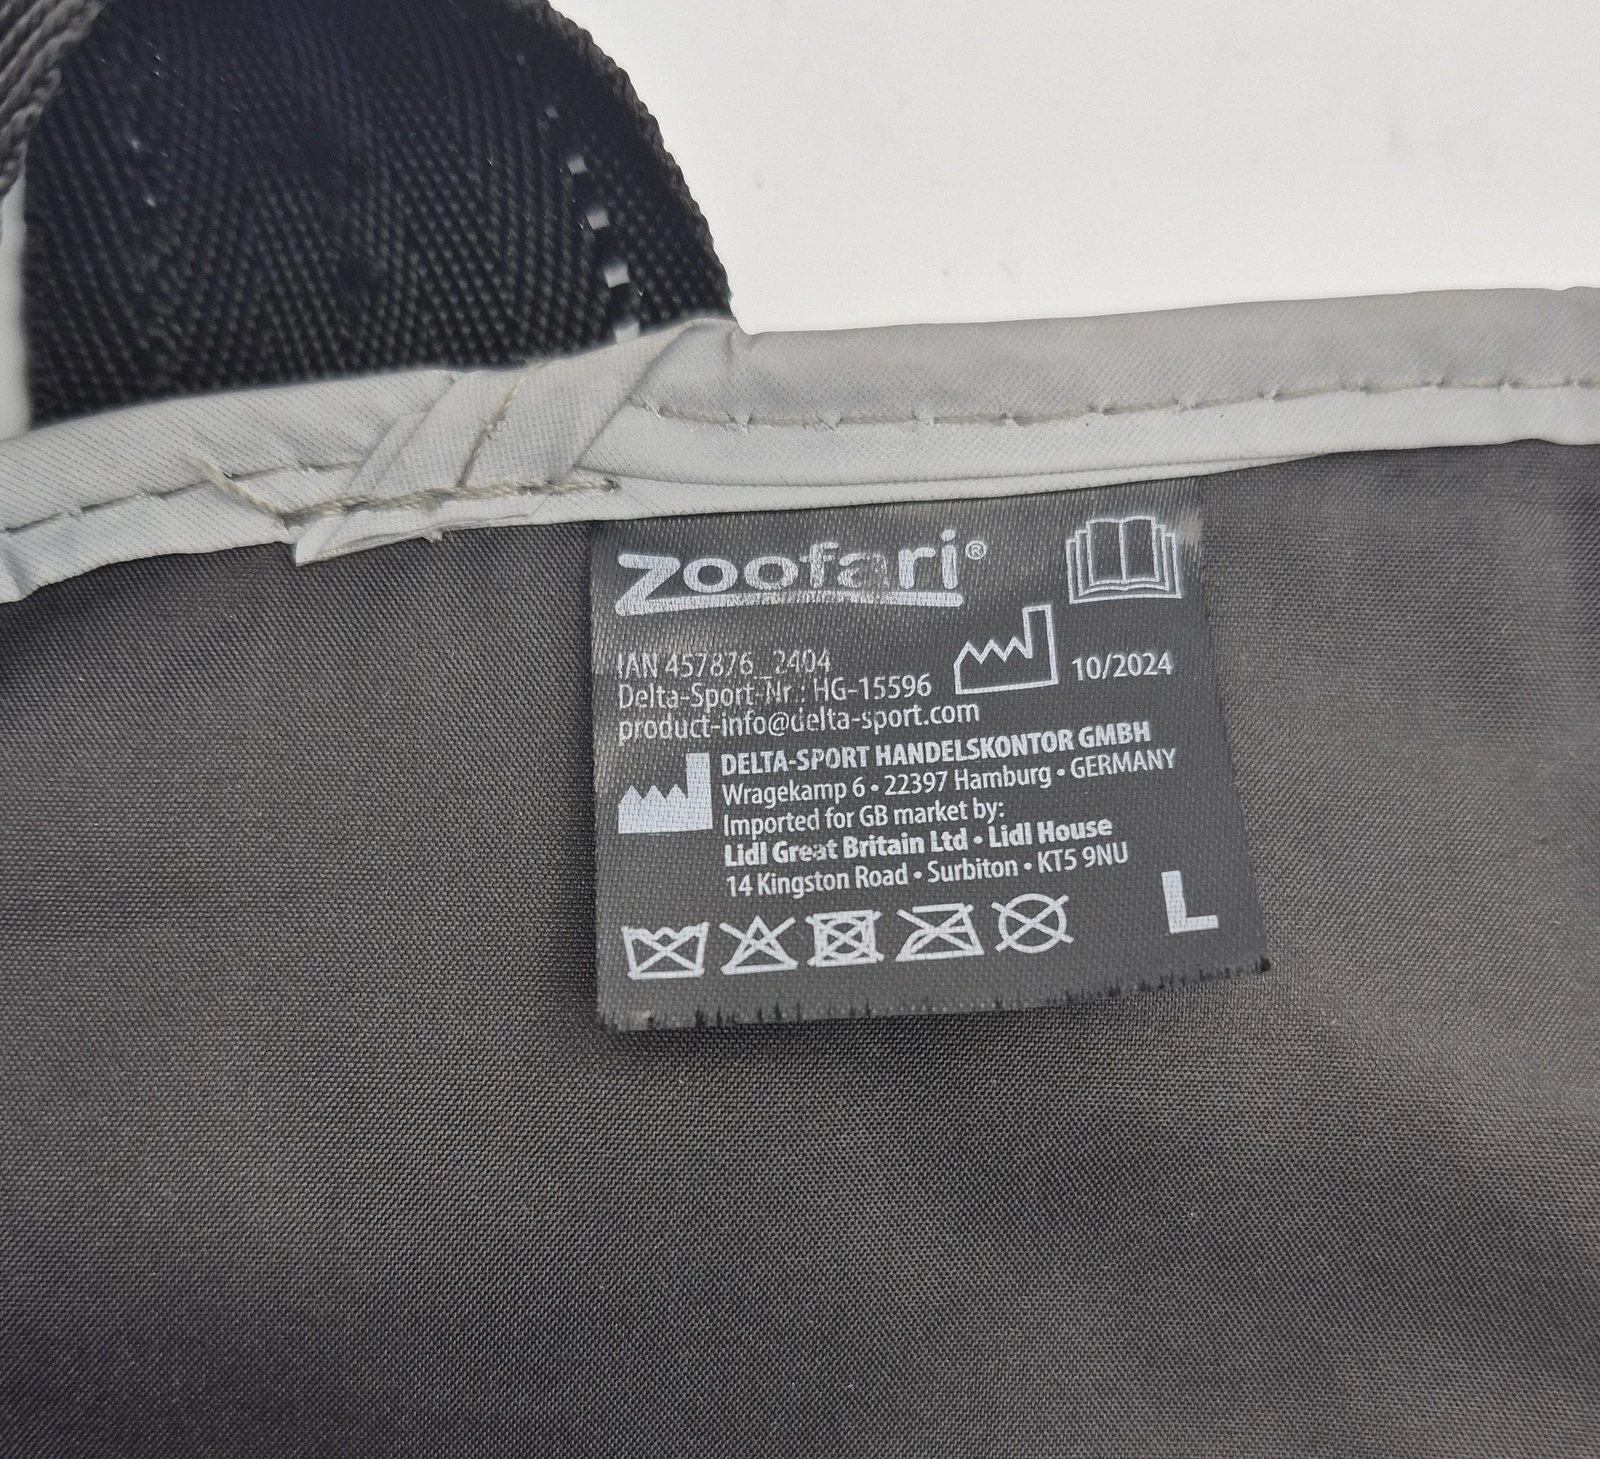 Zoofari®
IAN 457876_2404
Delta-Sport-Nr.: HG-15596
10/2024
product-info@delta-sport.com
DELTA-SPORT HANDELSKONTOR GMBH
Wragekamp 6 • 22397 Hamburg • GERMANY
Imported for GB market by:
Lidl Great Britain Ltd • Lidl House
14 Kingston Road • Surbiton • KT5 9NU
L